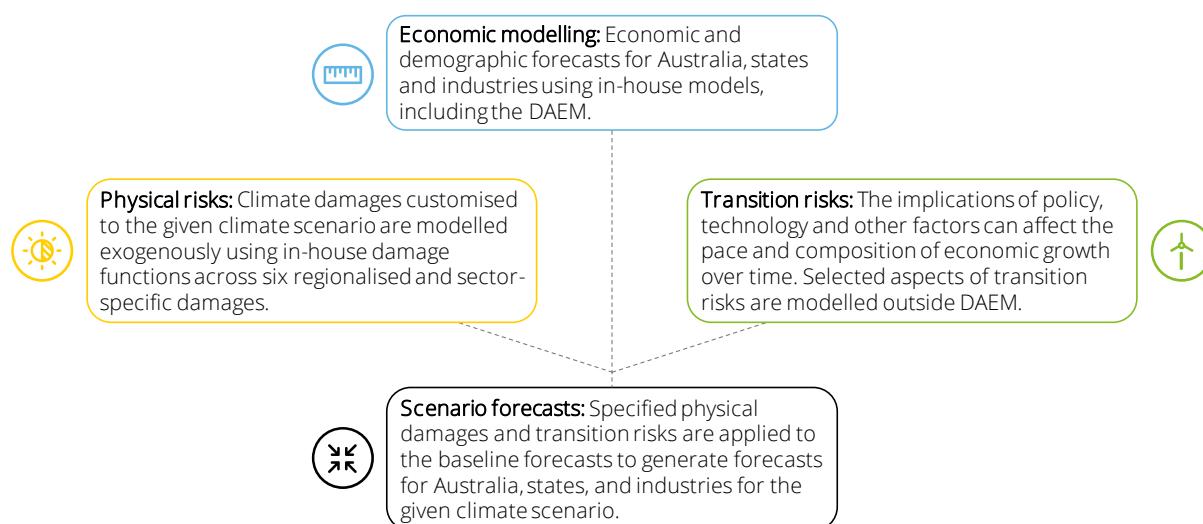 Economic modelling: Economic and
demographic forecasts for Australia, states
and industries using in-house models,
including the DAEM.
Physical risks: Climate damages customised
to the given climate scenario are modelled
exogenously using in-house damage
functions across six regionalised and sector-
specific damages.
Transition risks: The implications of policy,
technology and other factors can affect the
pace and composition of economic growth
over time. Selected aspects of transition
risks are modelled outside DAEM.
Scenario forecasts: Specified physical
damages and transition risks are applied to
the baseline forecasts to generate forecasts
for Australia, states, and industries for the
given climate scenario.